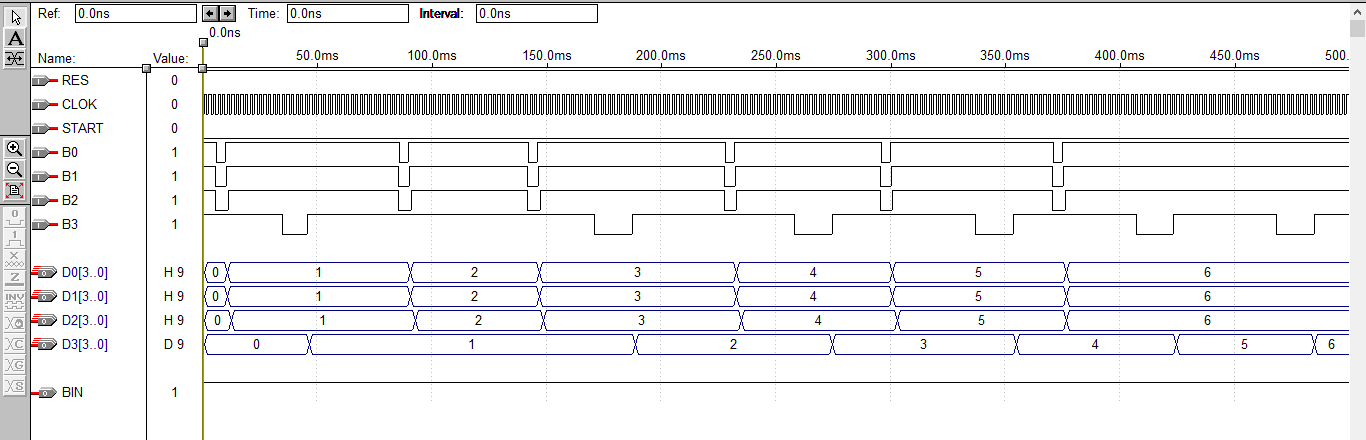 Ref: 0.0ns Time: 0.0ns Interval: 0.0ns
0.0ns
Name: Value: 50.0ms 100.0ms 150.0ms 200.0ms 250.0ms 300.0ms 350.0ms 400.0ms 450.0ms 500.
RES 0
CLOK 0
START 0
B0 1
B1 1
B2 1
B3 1
D0[3..0] H 9 0 1 2 3 4 5 6
D1[3..0] H 9 0 1 2 3 4 5 6
D2[3..0] H 9 0 1 2 3 4 5 6
D3[3..0] D 9 0 1 2 3 4 5 6
BIN 1
A
0
1
X
Z
INV
C
G
S